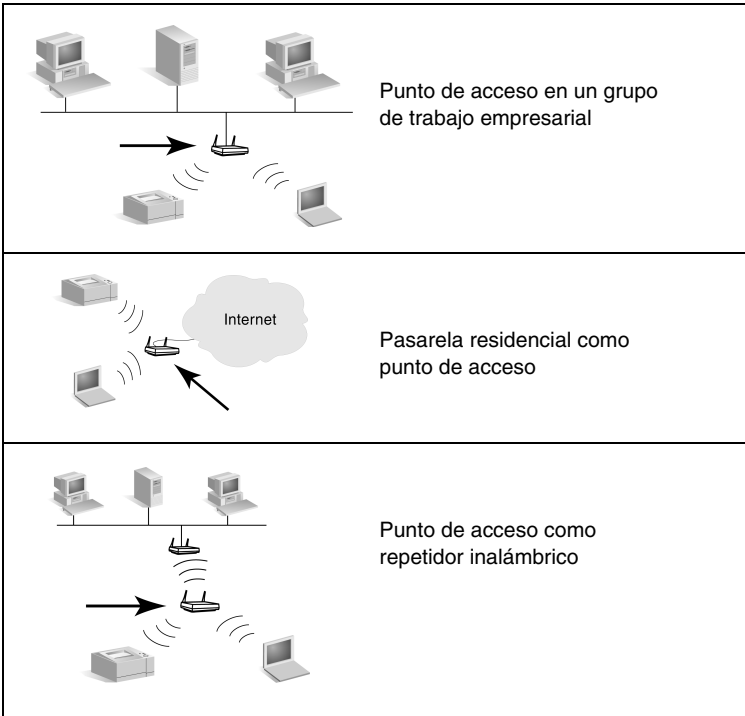 Punto de acceso en un grupo
de trabajo empresarial
Internet
Pasarela residencial como
punto de acceso
Punto de acceso como
repetidor inalámbrico